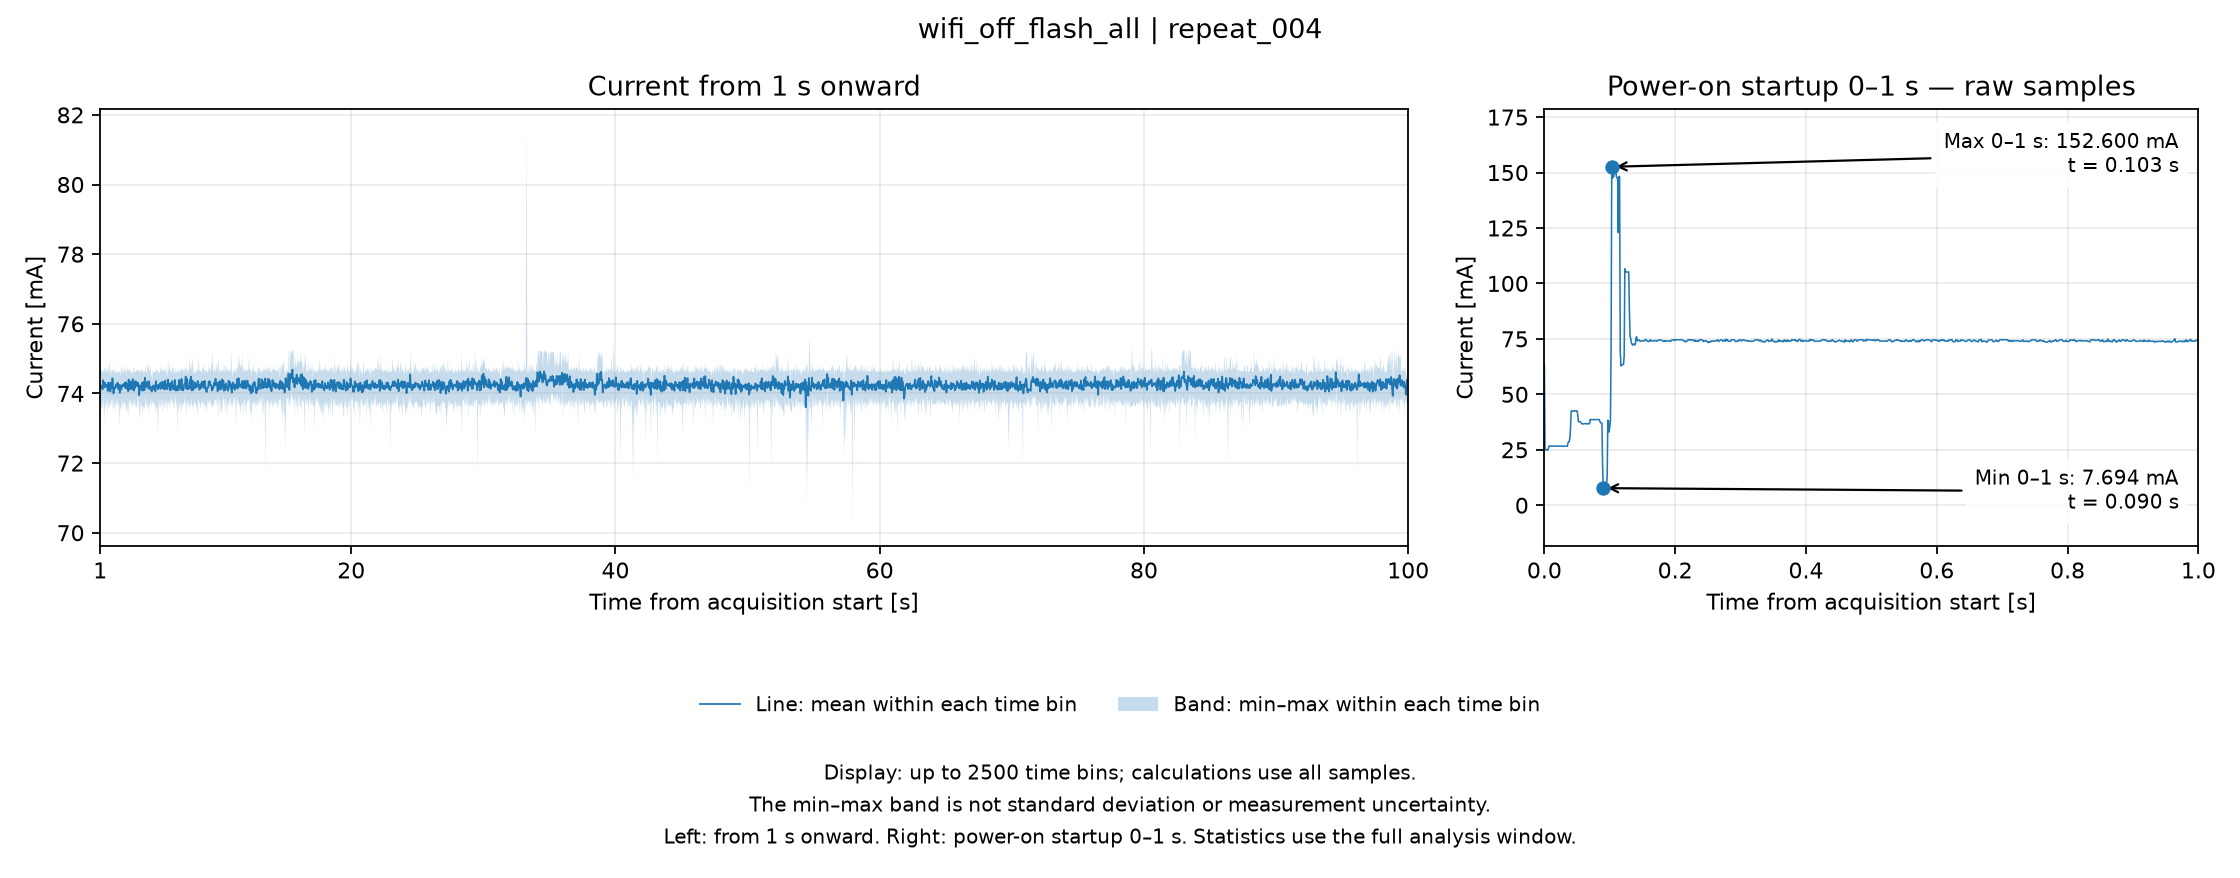 wifi_off_flash_all | repeat_004
Current from 1 s onward
82
80
78
76
74
72
70
Current [mA]
1
20
40
60
80
100
Time from acquisition start [s]
Power-on startup 0–1 s — raw samples
175
150
125
100
75
50
25
0
Current [mA]
Max 0–1 s: 152.600 mA
t = 0.103 s
Min 0–1 s: 7.694 mA
t = 0.090 s
0.0
0.2
0.4
0.6
0.8
1.0
Time from acquisition start [s]
Line: mean within each time bin
Band: min–max within each time bin
Display: up to 2500 time bins; calculations use all samples.
The min–max band is not standard deviation or measurement uncertainty.
Left: from 1 s onward. Right: power-on startup 0–1 s. Statistics use the full analysis window.